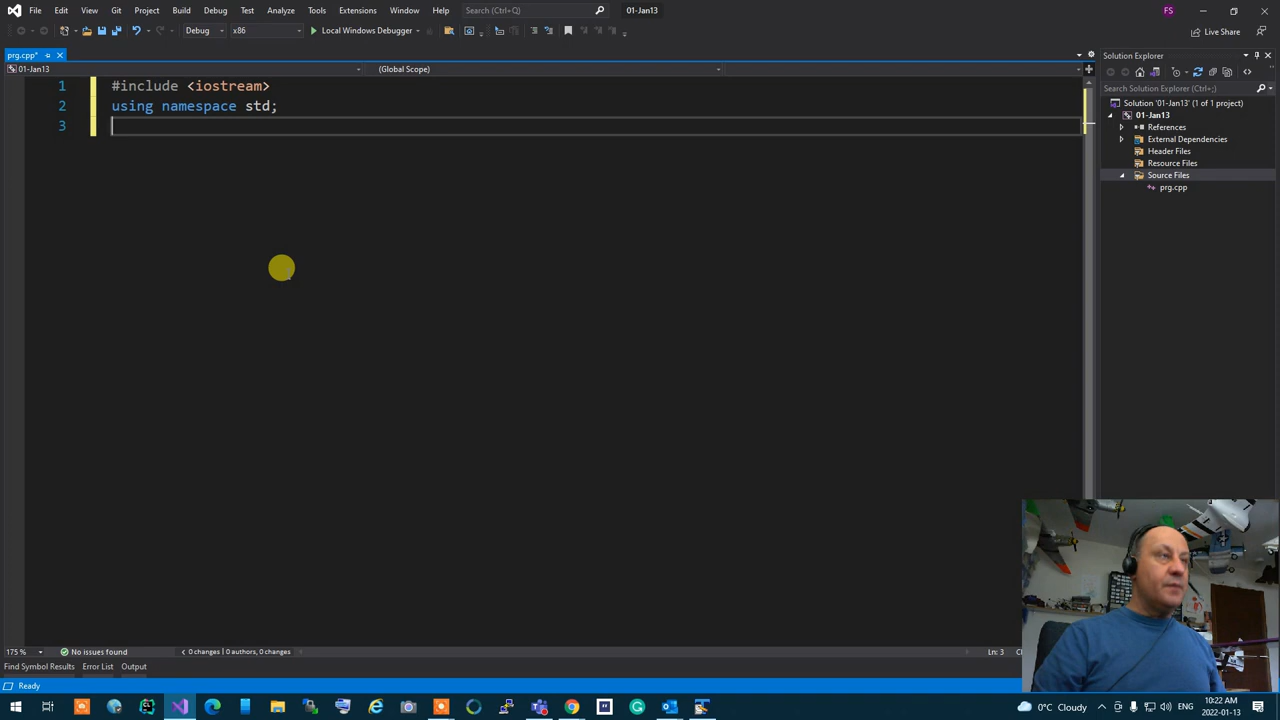 File Edit View Git Project Build Debug Test Analyze Tools Extensions Window Help Search (Ctrl+Q) 01-Jan13 FS
Debug x86 Local Windows Debugger Live Share
prg.cpp*
Solution Explorer
01-Jan13 (Global Scope)
Search Solution Explorer (Ctrl+;)
Solution '01-Jan13' (1 of 1 project)
01-Jan13
References
External Dependencies
Header Files
Resource Files
Source Files
prg.cpp
1 #include <iostream>
2 using namespace std;
3
175 % No issues found 0 changes | 0 authors, 0 changes Ln: 3
Find Symbol Results Error List Output
Ready
0°C Cloudy ENG 10:22 AM
2022-01-13